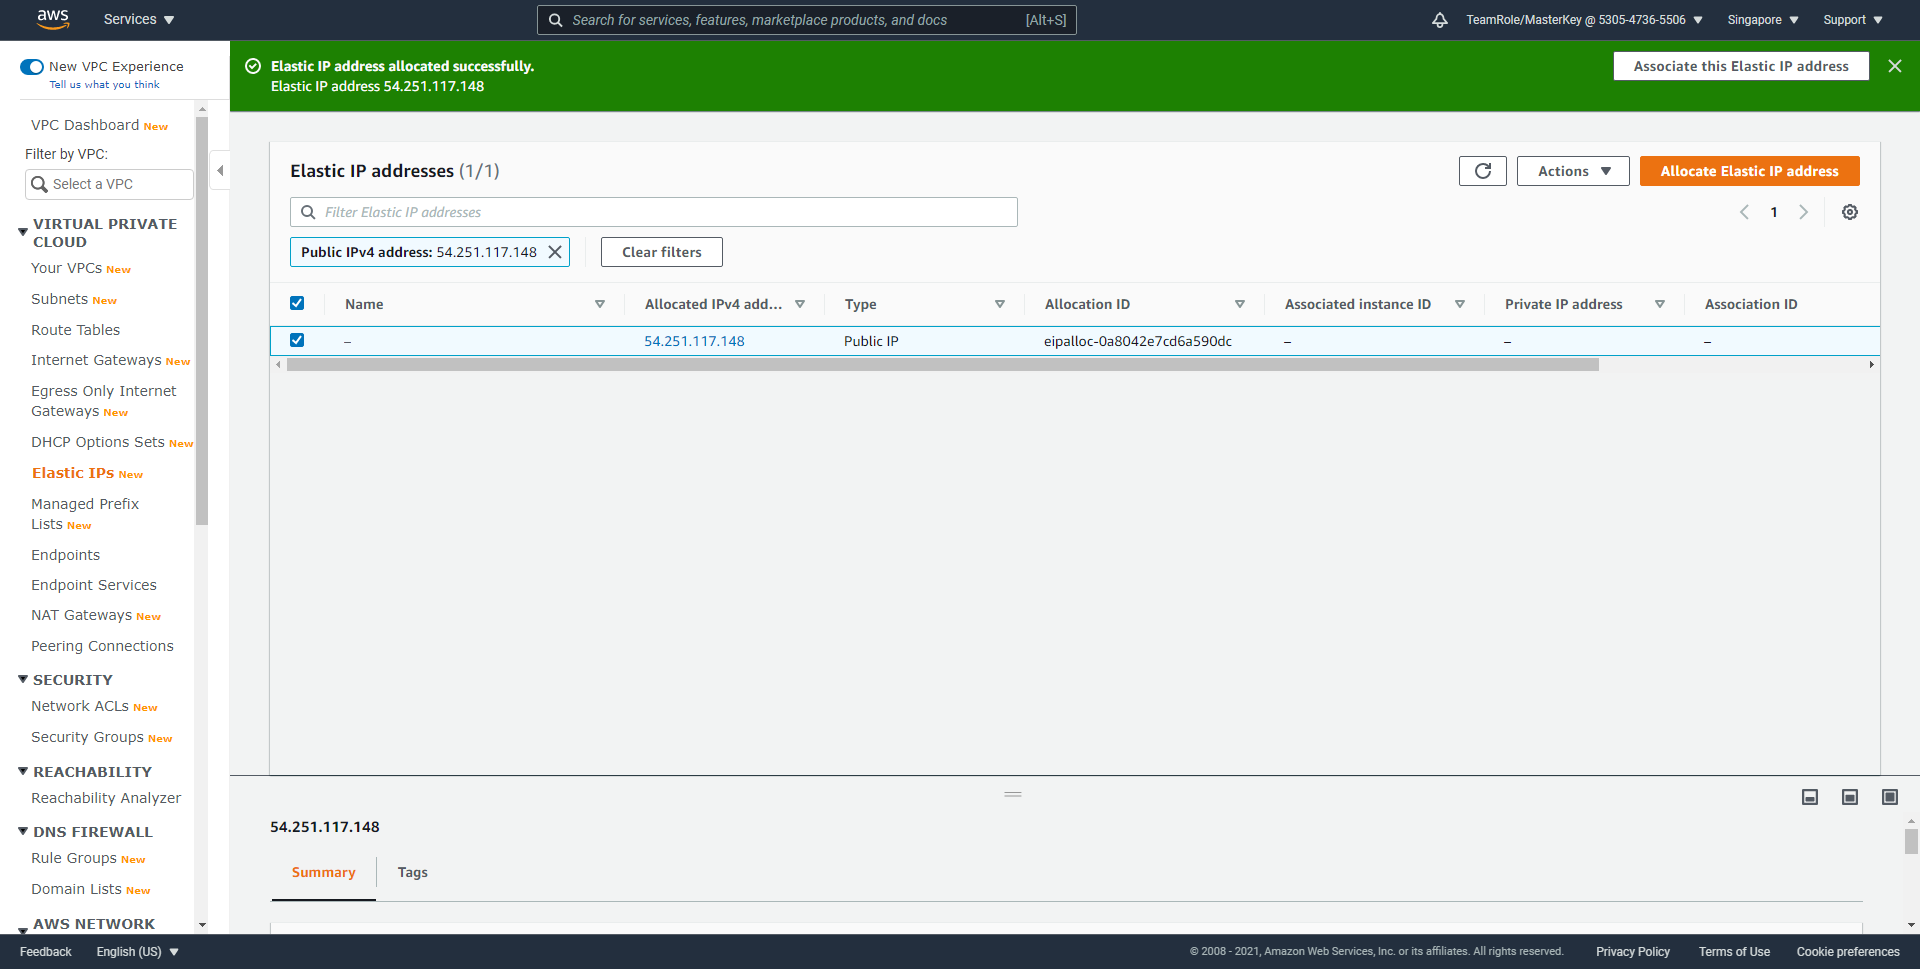 aws
Services
Search for services, features, marketplace products, and docs
[Alt+S]
TeamRole/MasterKey @ 5305-4736-5506
Singapore
Support
New VPC Experience
Tell us what you think
VPC Dashboard New
Filter by VPC:
Select a VPC
VIRTUAL PRIVATE
CLOUD
Your VPCs New
Subnets New
Route Tables
Internet Gateways New
Egress Only Internet
Gateways New
DHCP Options Sets New
Elastic IPs New
Managed Prefix
Lists New
Endpoints
Endpoint Services
NAT Gateways New
Peering Connections
SECURITY
Network ACLs New
Security Groups New
REACHABILITY
Reachability Analyzer
DNS FIREWALL
Rule Groups New
Domain Lists New
AWS NETWORK
Elastic IP address allocated successfully.
Elastic IP address 54.251.117.148
Associate this Elastic IP address
Elastic IP addresses (1/1)
Actions
Allocate Elastic IP address
Filter Elastic IP addresses
1
Public IPv4 address: 54.251.117.148
Clear filters
Name
Allocated IPv4 add...
Type
Allocation ID
Associated instance ID
Private IP address
Association ID
–
54.251.117.148
Public IP
eipalloc-0a8042e7cd6a590dc
–
–
–
54.251.117.148
Summary
Tags
Feedback
English (US)
© 2008 - 2021, Amazon Web Services, Inc. or its affiliates. All rights reserved.
Privacy Policy
Terms of Use
Cookie preferences